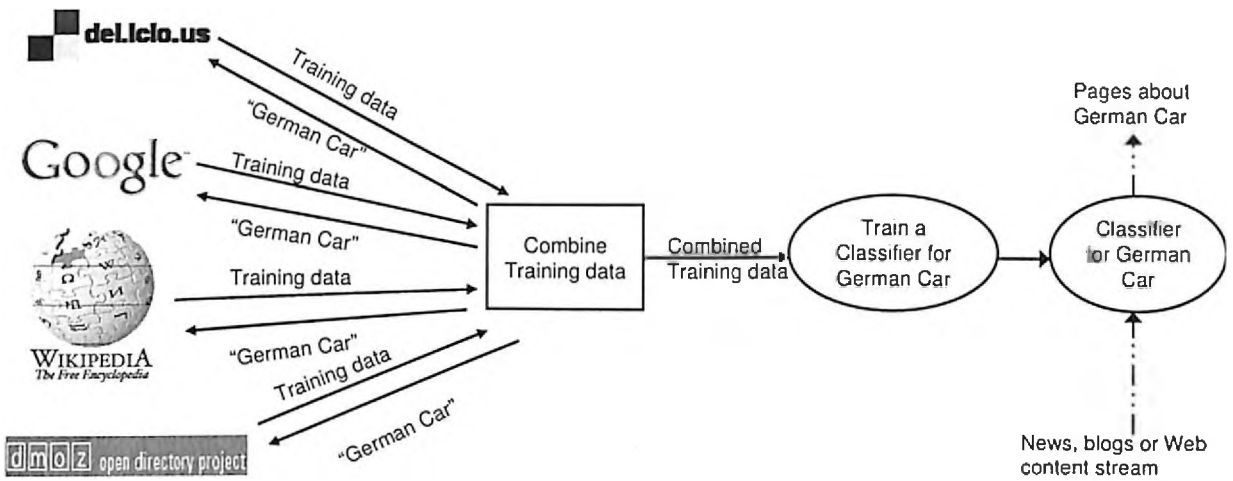 del.icio.us
Training data
"German Car"
Google
Training data
"German Car"
Training data
WIKIPEDIA
The Free Encyclopedia
"German Car"
Training data
"German Car"
dmoz open directory project
Combine
Training data
Combined
Training data
Train a
Classifier for
German Car
Pages about
German Car
Classifier
for German
Car
News, blogs or Web
content stream